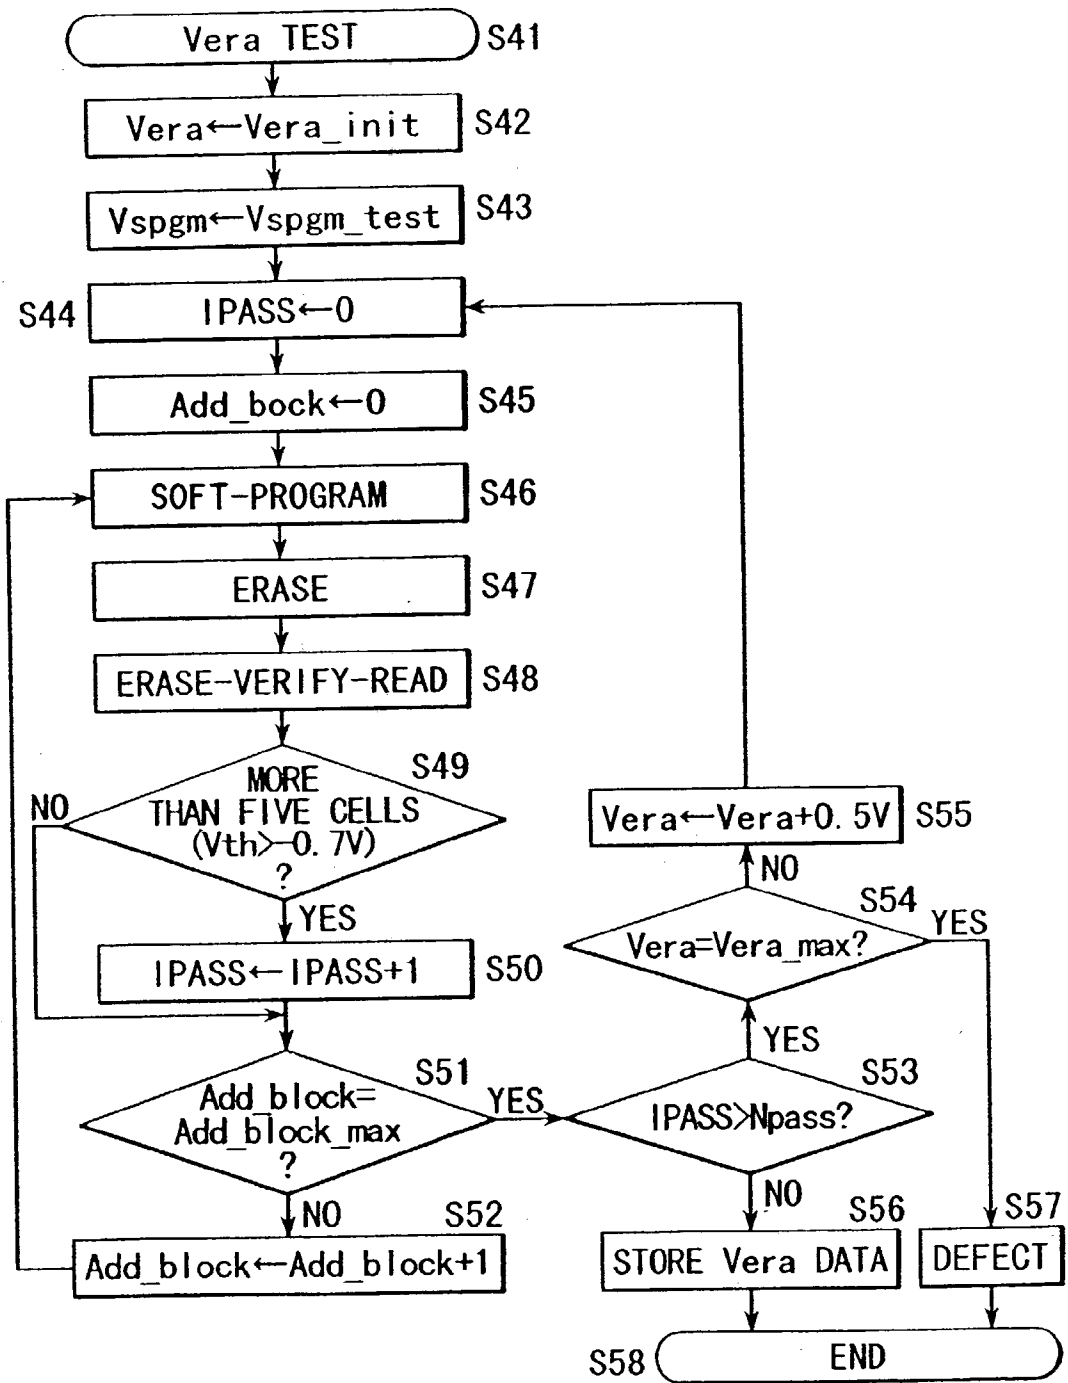 Vera TEST
S41
Vera←Vera_init
S42
Vspgm←Vspgm_test
S43
S44
IPASS←0
Add_bock←0
S45
SOFT-PROGRAM
S46
ERASE
S47
ERASE-VERIFY-READ
S48
S49
MORE
THAN FIVE CELLS
(Vth>-0.7V)
?
NO
YES
IPASS←IPASS+1
S50
S51
Add_block=
Add_block_max
?
YES
NO
S52
Add_block←Add_block+1
S53
IPASS>Npass?
YES
NO
S54
Vera=Vera_max?
YES
NO
Vera←Vera+0.5V
S55
S56
STORE Vera DATA
S57
DEFECT
S58
END